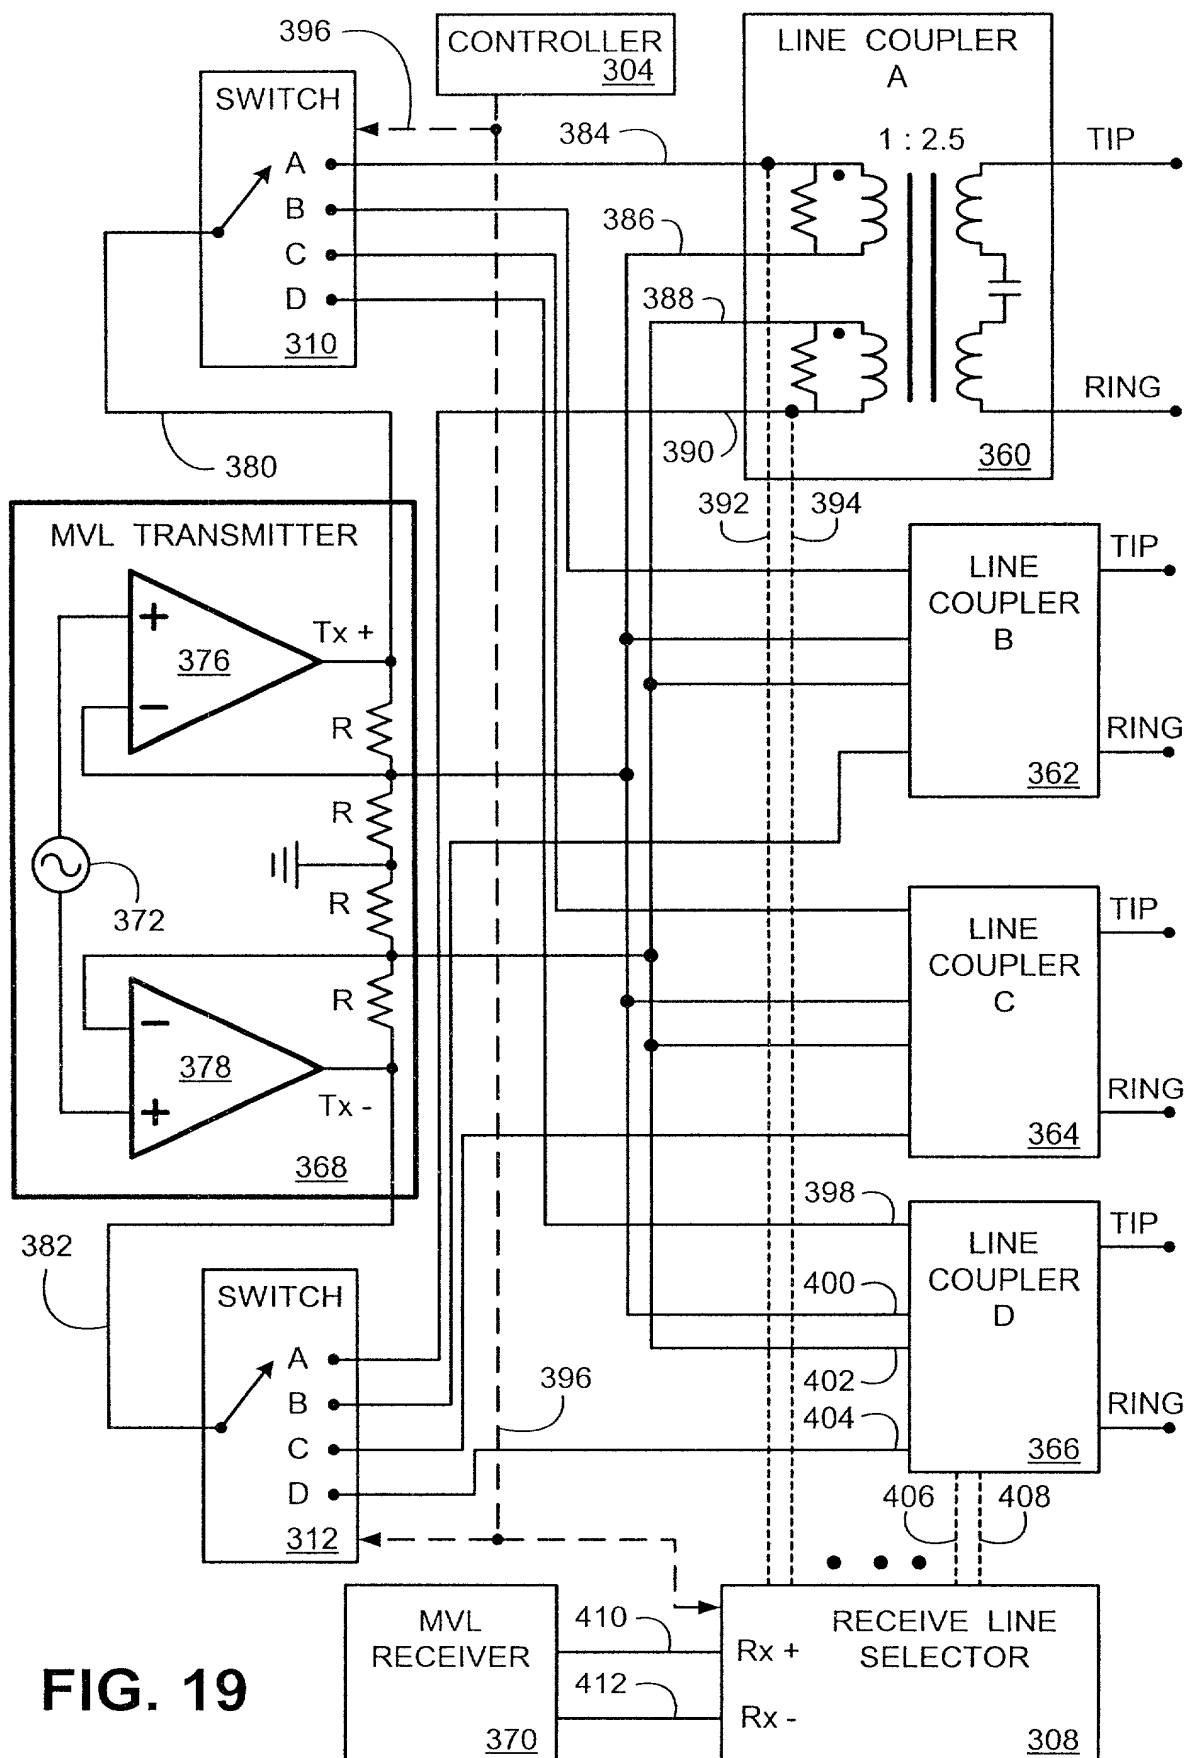 396
CONTROLLER
304
LINE COUPLER
A
SWITCH
A
B
C
D
310
384
386
388
390
1 : 2.5
TIP
RING
360
380
392
394
MVL TRANSMITTER
+
376
−
Tx +
R
R
R
R
372
−
378
+
Tx -
368
LINE
COUPLER
B
TIP
RING
362
LINE
COUPLER
C
TIP
RING
364
398
400
402
404
LINE
COUPLER
D
TIP
RING
366
382
SWITCH
A
B
C
D
312
396
406
408
MVL
RECEIVER
370
410
412
Rx +
Rx -
RECEIVE LINE
SELECTOR
308
FIG. 19